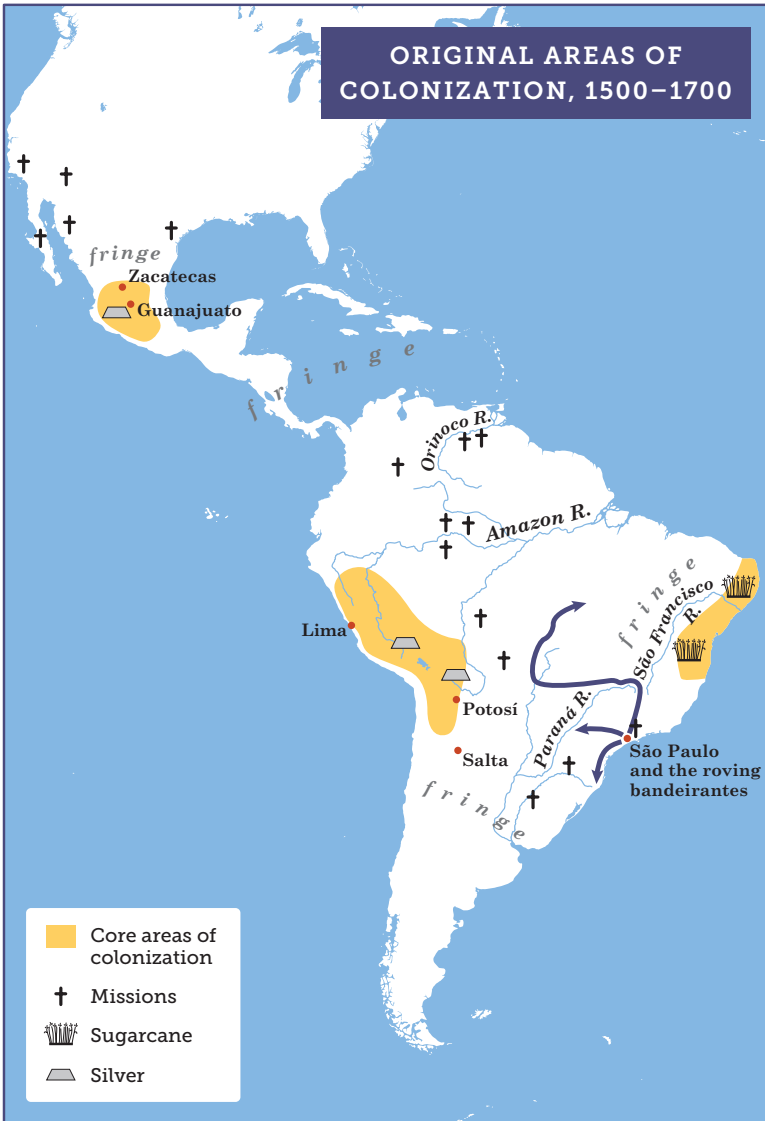 ORIGINAL AREAS OF
COLONIZATION, 1500–1700
fringe
Zacatecas
Guanajuato
fringe
Orinoco R.
Amazon R.
fringe
São Francisco
R.
Lima
Potosí
Paraná R.
Salta
São Paulo
and the roving
bandeirantes
fringe
Core areas of
colonization
Missions
Sugarcane
Silver